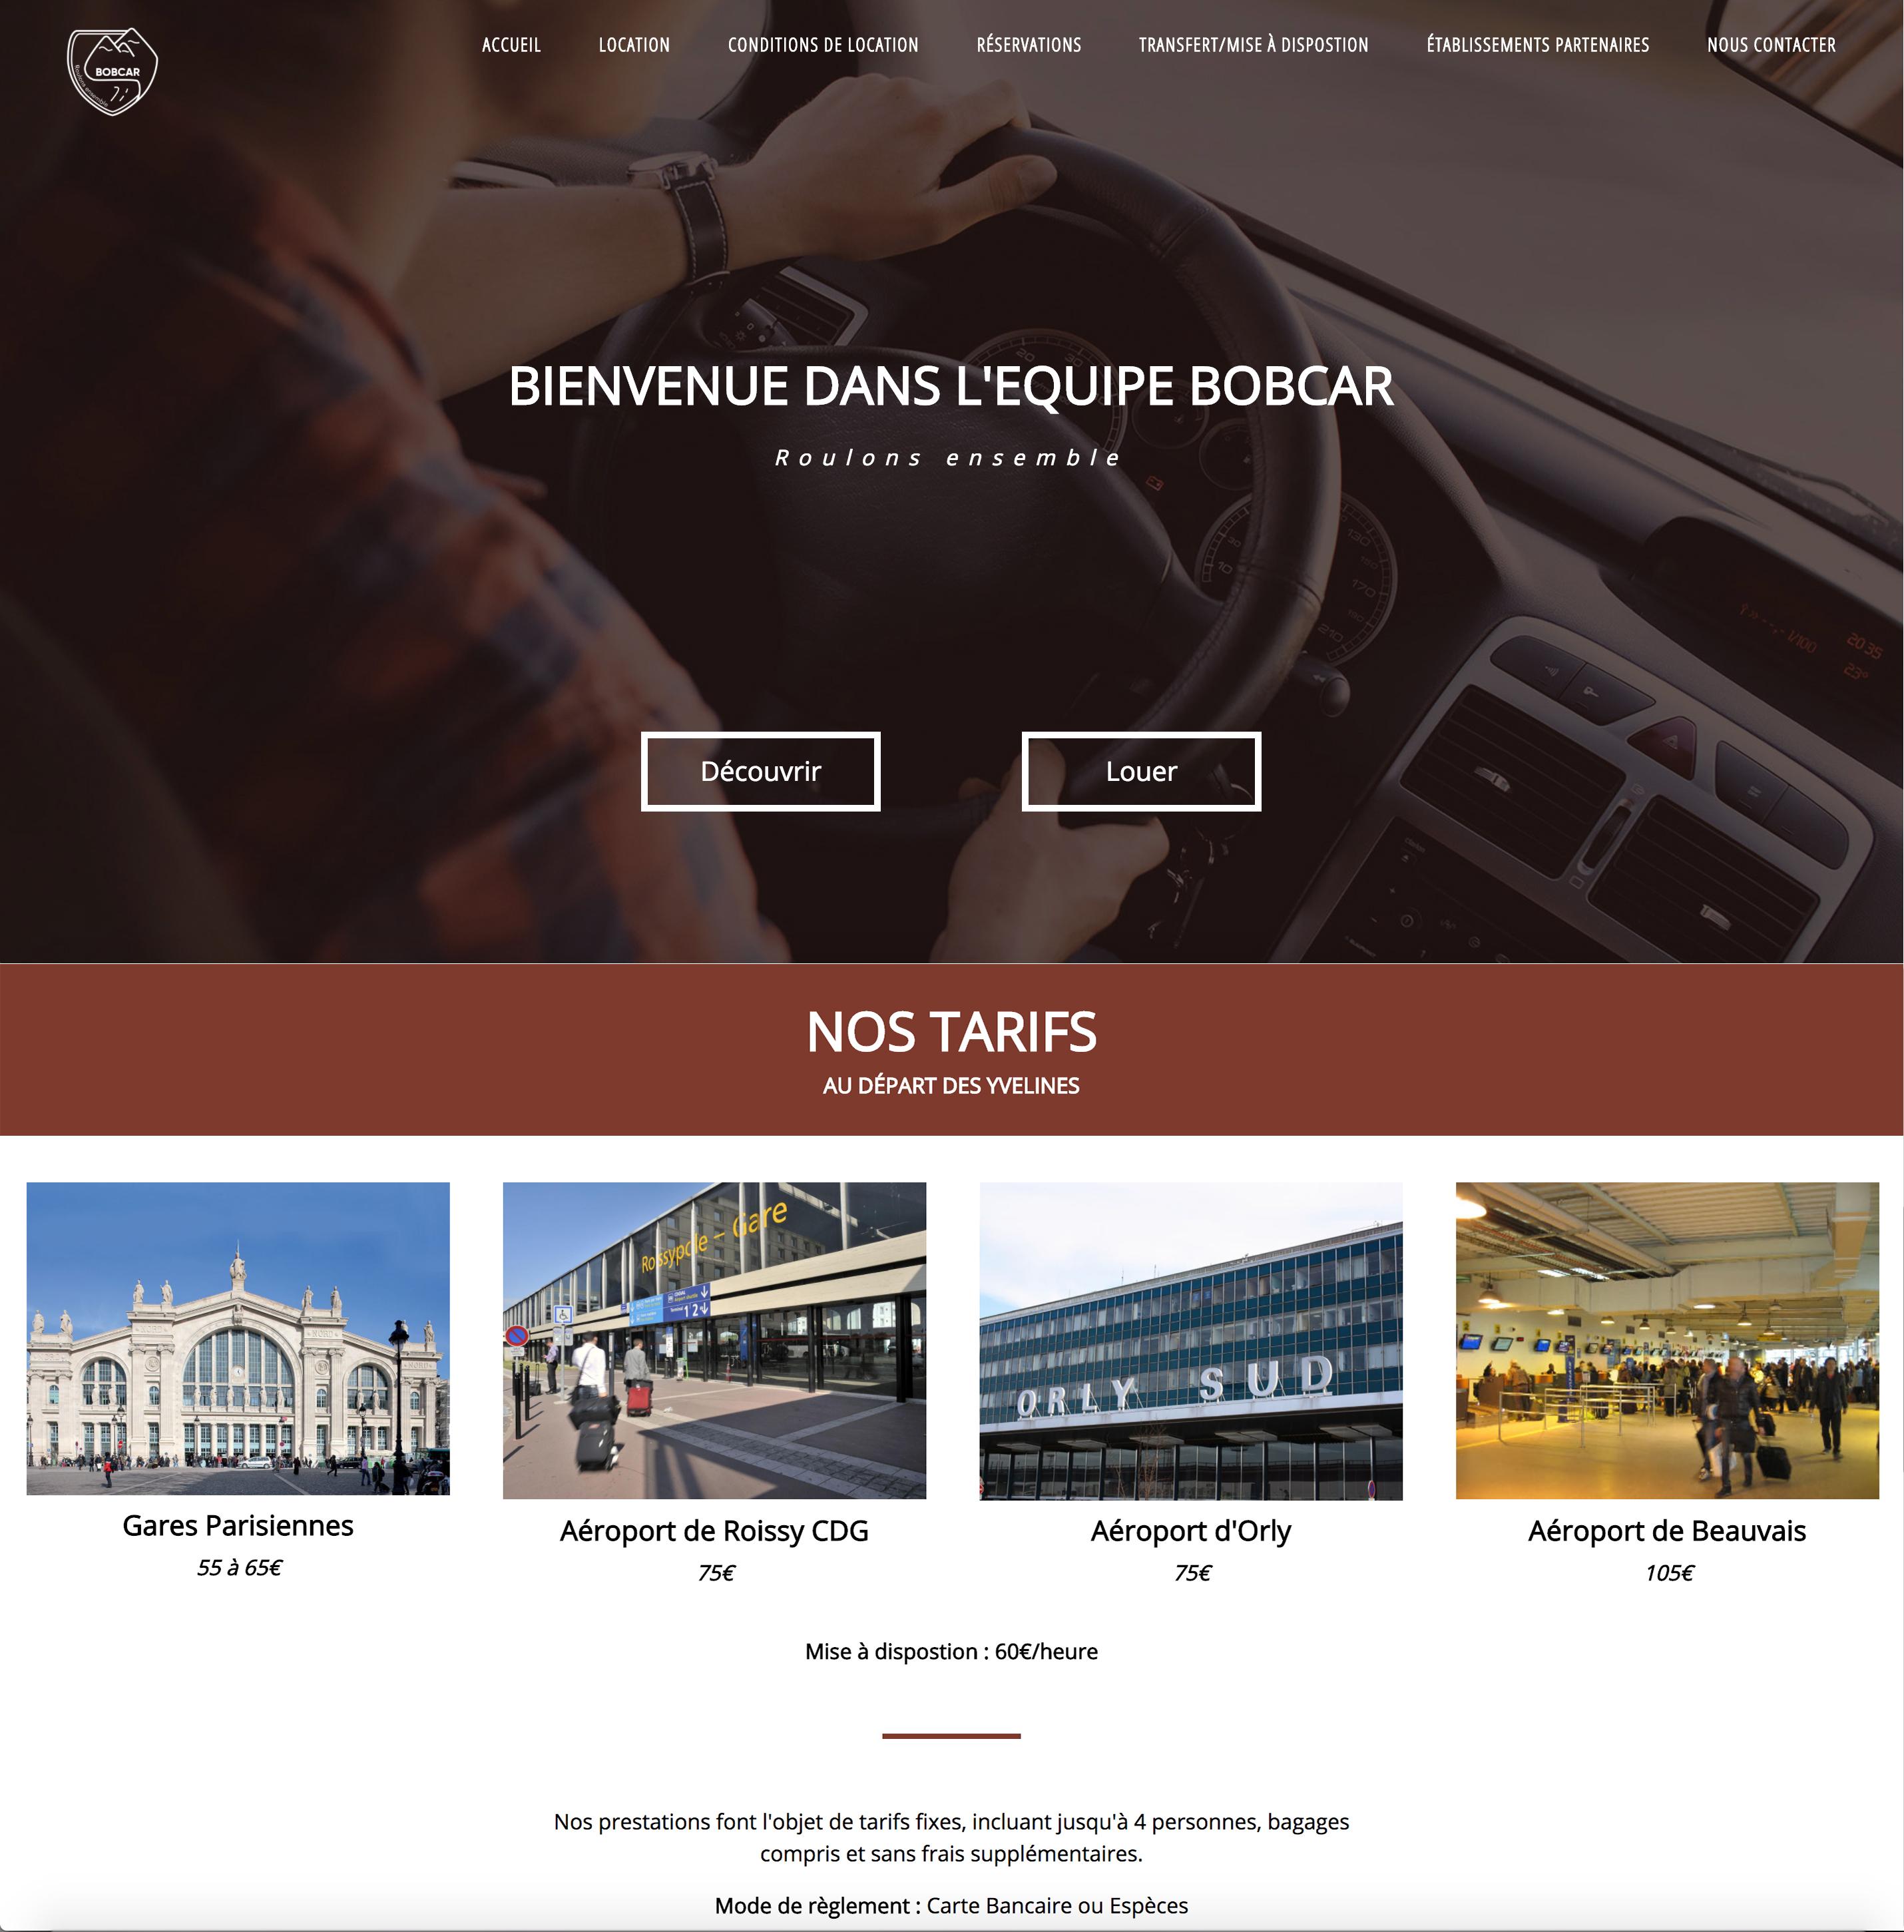 BOBCAR
Roulons ensemble
ACCUEIL
LOCATION
CONDITIONS DE LOCATION
RÉSERVATIONS
TRANSFERT/MISE À DISPOSTION
ÉTABLISSEMENTS PARTENAIRES
NOUS CONTACTER
BIENVENUE DANS L'EQUIPE BOBCAR
Roulons ensemble
Découvrir
Louer
NOS TARIFS
AU DÉPART DES YVELINES
Roissypole – Gare
ORLY SUD
Gares Parisiennes
55 à 65€
Aéroport de Roissy CDG
75€
Aéroport d'Orly
75€
Aéroport de Beauvais
105€
Mise à dispostion : 60€/heure
Nos prestations font l'objet de tarifs fixes, incluant jusqu'à 4 personnes, bagages
compris et sans frais supplémentaires.
Mode de règlement : Carte Bancaire ou Espèces